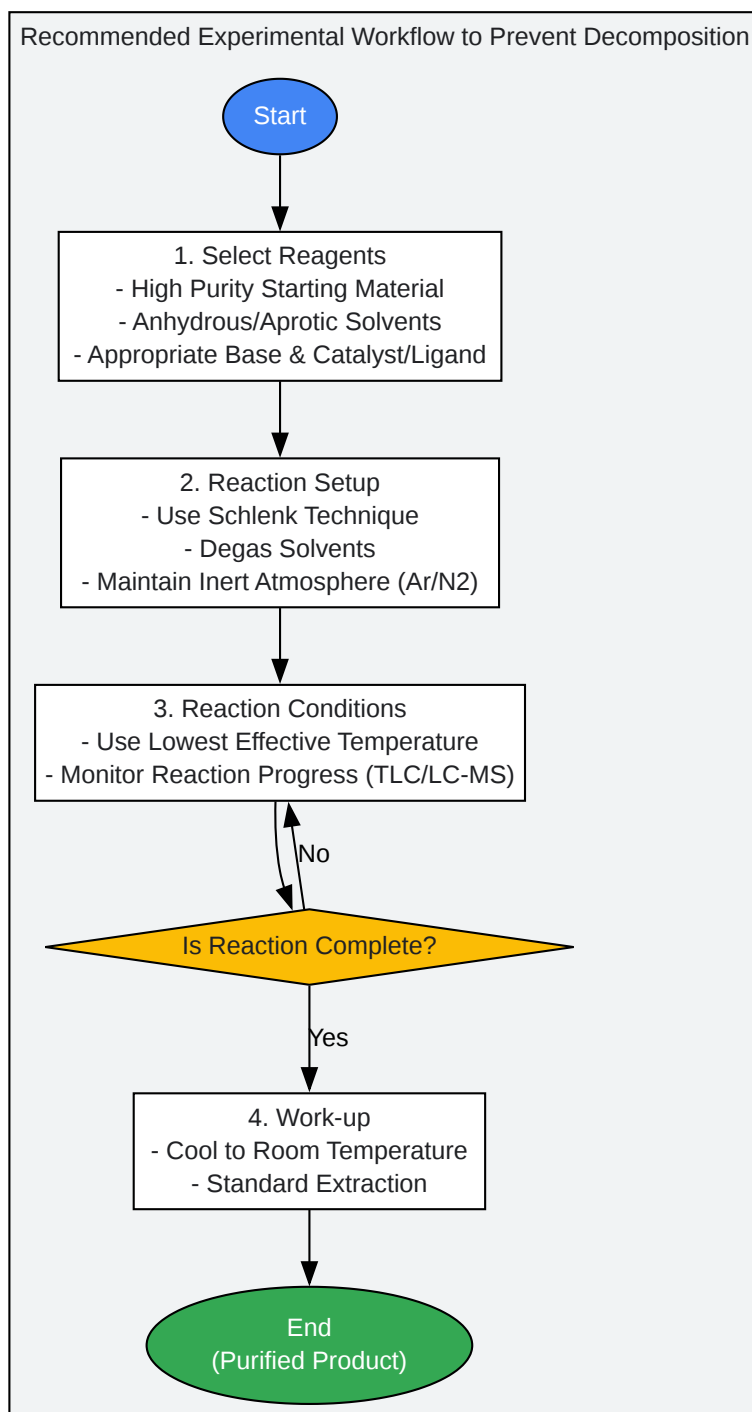 Recommended Experimental Workflow to Prevent Decomposition
Start
1. Select Reagents
- High Purity Starting Material
- Anhydrous/Aprotic Solvents
- Appropriate Base & Catalyst/Ligand
2. Reaction Setup
- Use Schlenk Technique
- Degas Solvents
- Maintain Inert Atmosphere (Ar/N2)
3. Reaction Conditions
- Use Lowest Effective Temperature
- Monitor Reaction Progress (TLC/LC-MS)
No
Is Reaction Complete?
Yes
4. Work-up
- Cool to Room Temperature
- Standard Extraction
End
(Purified Product)